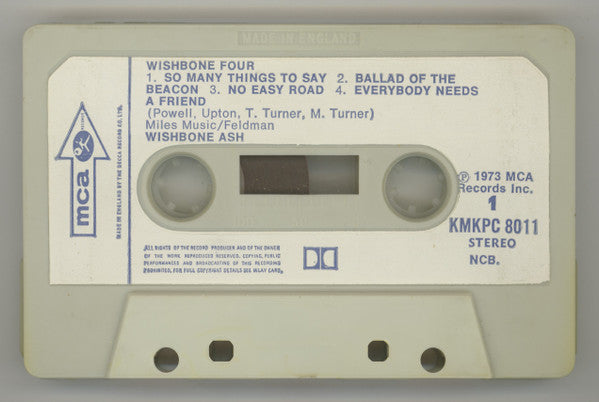 MADE IN ENGLAND
WISHBONE FOUR
1. SO MANY THINGS TO SAY 2. BALLAD OF THE
BEACON 3. NO EASY ROAD 4. EVERYBODY NEEDS
A FRIEND
(Powell, Upton, T. Turner, M. Turner)
Miles Music/Feldman
WISHBONE ASH
mca
RECORDS
MADE IN ENGLAND BY THE DECCA RECORD CO. LTD.
℗ 1973 MCA
Records Inc.
1
KMKPC 8011
STEREO
NCB.
ALL RIGHTS OF THE RECORD PRODUCER AND OF THE OWNER
OF THE WORK REPRODUCED RESERVED. COPYING, PUBLIC
PERFORMANCES AND BROADCASTING OF THIS RECORDING
PROHIBITED. FOR FULL COPYRIGHT DETAILS SEE INLAY CARD.